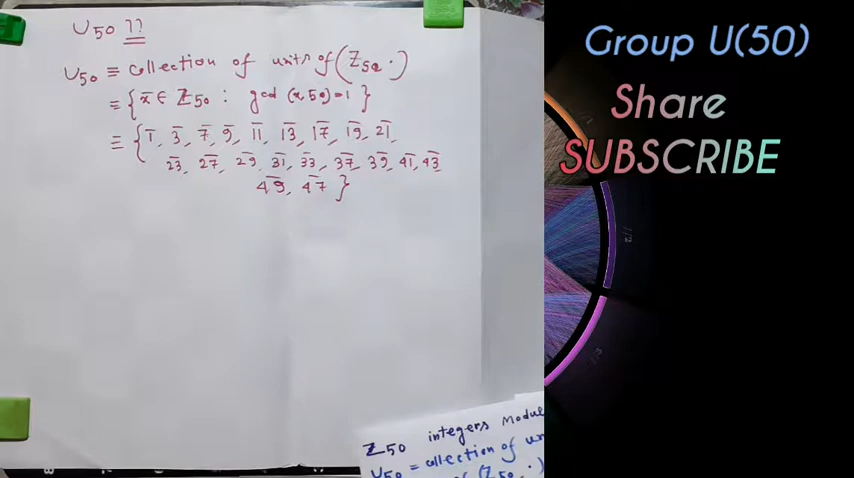 U50 ??
U50 ≡ collection of units of (Z50 ·)
≡ { x̄ ∈ Z50 : gcd (x 50) = 1 }
≡ { 1̄, 3̄, 7̄, 9̄, 1̄1̄, 1̄3̄, 1̄7̄, 1̄9̄, 2̄1̄,
2̄3̄, 2̄7̄, 2̄9̄, 3̄1̄, 3̄3̄, 3̄7̄, 3̄9̄, 4̄1̄, 4̄3̄
4̄9̄, 4̄7̄ }
Z50 integers modul
U50 = collection of un
(Z50, ·)
Group U(50)
Share
SUBSCRIBE